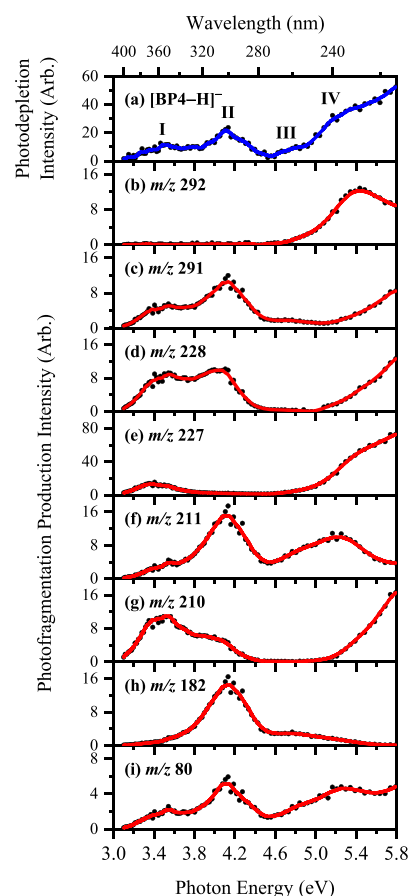 Wavelength (nm)
400 360 320 280 240
Photodepletion
Intensity (Arb.)
60
40
20
0
(a) [BP4−H]⁻
I
II
III
IV
16
8
0
(b) m/z 292
16
8
0
(c) m/z 291
16
8
0
(d) m/z 228
80
40
0
(e) m/z 227
16
8
0
(f) m/z 211
16
8
0
(g) m/z 210
16
8
0
(h) m/z 182
8
4
0
(i) m/z 80
Photofragmentation Production Intensity (Arb.)
3.0 3.4 3.8 4.2 4.6 5.0 5.4 5.8
Photon Energy (eV)